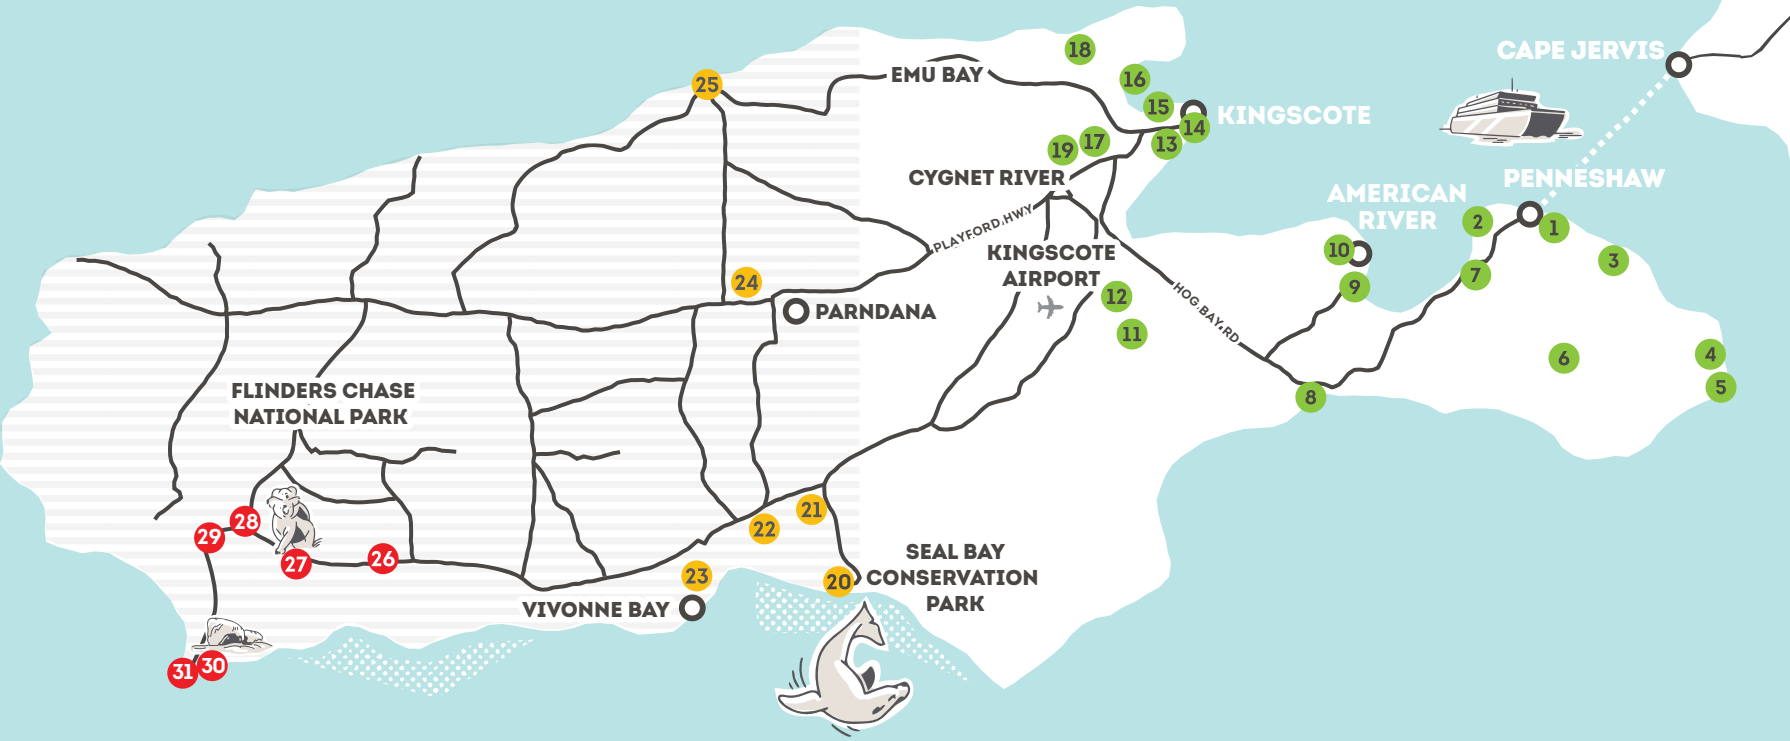 18
CAPE JERVIS
EMU BAY
16
25
15
KINGSCOTE
14
17
13
19
CYGNET RIVER
PENNESHAW
AMERICAN
RIVER
PLAYFORD HWY
2
1
10
KINGSCOTE
AIRPORT
3
7
24
9
12
HOG BAY RD
PARNDANA
11
6
4
5
FLINDERS CHASE
NATIONAL PARK
8
21
28
22
29
SEAL BAY
CONSERVATION
PARK
26
27
23
20
VIVONNE BAY
31
30